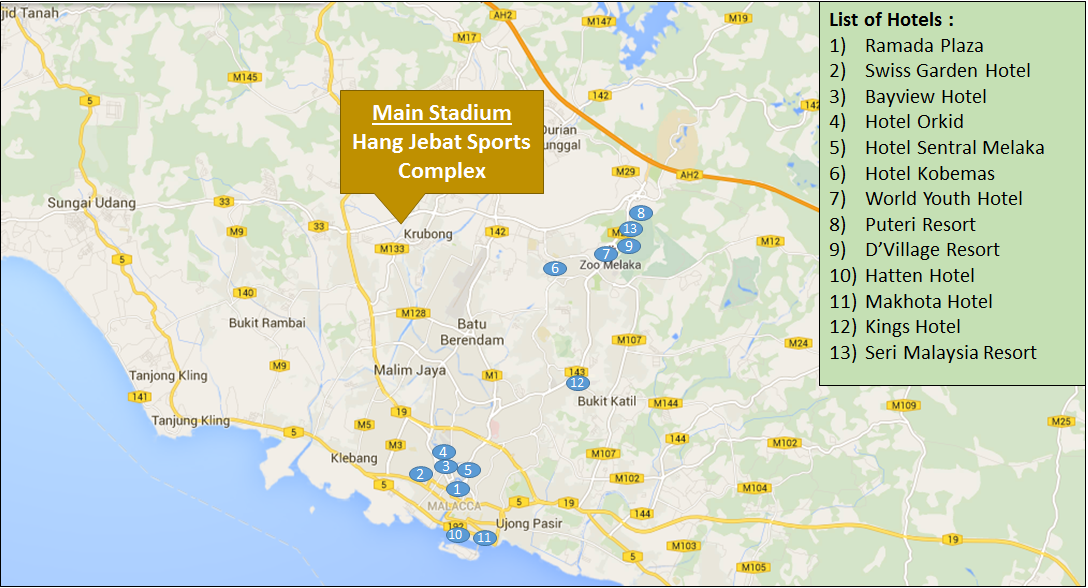 jid Tanah
AH2
M147
M19
M17
M145
5
142
142
Main Stadium
Hang Jebat Sports
Complex
Durian
unggal
M29
AH2
Sungai Udang
33
33
M9
Krubong
142
M133
M12
8
13
9
7
6
Zoo Melaka
5
140
M128
Bukit Rambai
Batu
Berendam
M107
M24
M9
Malim Jaya
Tanjong Kling
M1
143
12
141
Bukit Katil
M144
M109
Tanjung Kling
19
M5
M25
5
M3
144
M102
Klebang
4
3
5
2
M107
M102
5
1
M104
MALACCA
5
19
144
192
Ujong Pasir
10
11
19
M103
5
M105
List of Hotels :
1) Ramada Plaza
2) Swiss Garden Hotel
3) Bayview Hotel
4) Hotel Orkid
5) Hotel Sentral Melaka
6) Hotel Kobemas
7) World Youth Hotel
8) Puteri Resort
9) D’Village Resort
10) Hatten Hotel
11) Makhota Hotel
12) Kings Hotel
13) Seri Malaysia Resort